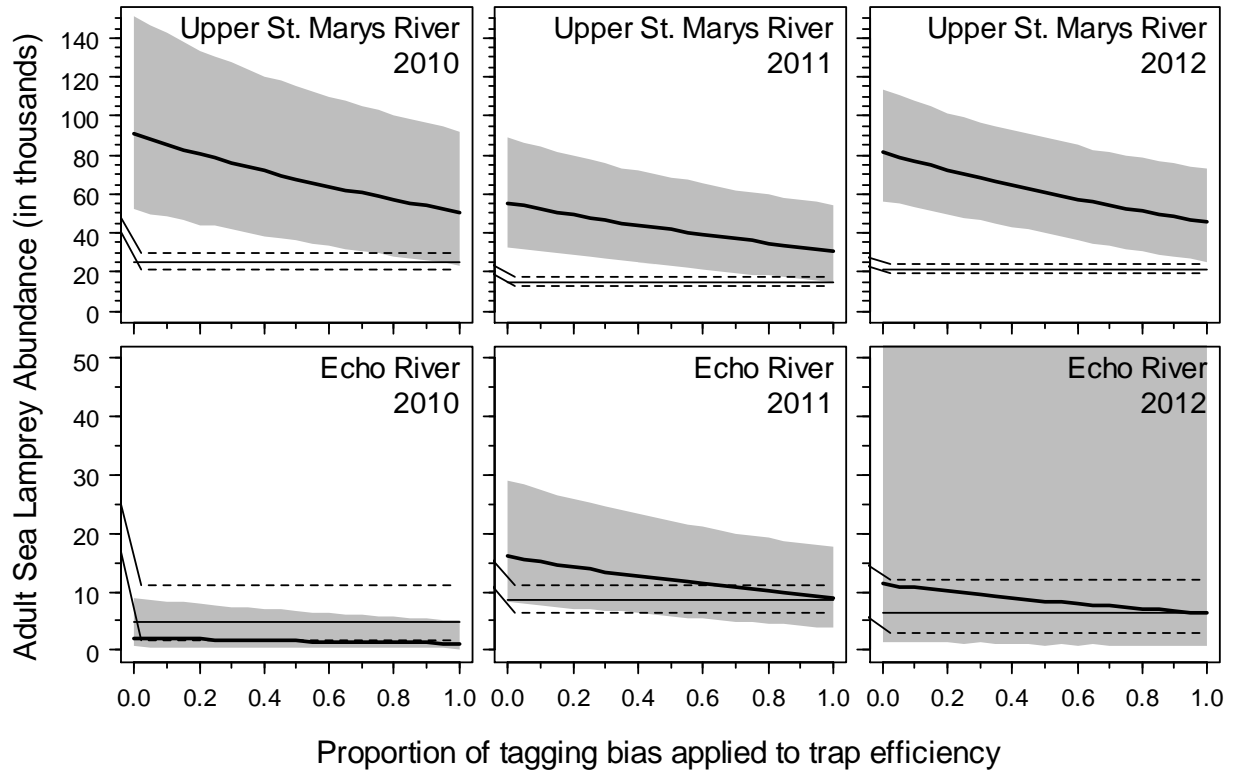 Adult Sea Lamprey Abundance (in thousands)
Upper St. Marys River
2010
Upper St. Marys River
2011
Upper St. Marys River
2012
140
120
100
80
60
40
20
0
Echo River
2010
Echo River
2011
Echo River
2012
50
40
30
20
10
0
0.0 0.2 0.4 0.6 0.8 1.0 0.0 0.2 0.4 0.6 0.8 1.0 0.0 0.2 0.4 0.6 0.8 1.0
Proportion of tagging bias applied to trap efficiency